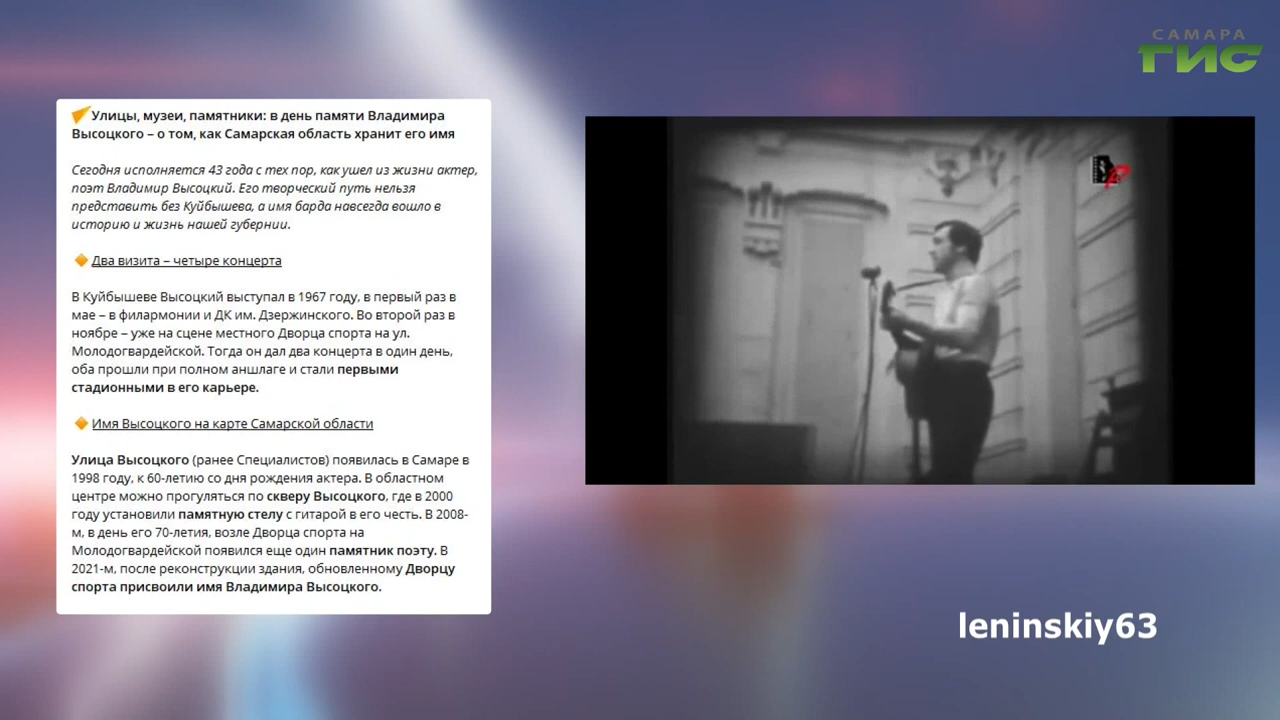 САМАРА
ГИС
Улицы, музеи, памятники: в день памяти Владимира
Высоцкого – о том, как Самарская область хранит его имя
Сегодня исполняется 43 года с тех пор, как ушел из жизни актер,
поэт Владимир Высоцкий. Его творческий путь нельзя
представить без Куйбышева, а имя барда навсегда вошло в
историю и жизнь нашей губернии.
Два визита – четыре концерта
В Куйбышеве Высоцкий выступал в 1967 году, в первый раз в
мае – в филармонии и ДК им. Дзержинского. Во второй раз в
ноябре – уже на сцене местного Дворца спорта на ул.
Молодогвардейской. Тогда он дал два концерта в один день,
оба прошли при полном аншлаге и стали первыми
стадионными в его карьере.
Имя Высоцкого на карте Самарской области
Улица Высоцкого (ранее Специалистов) появилась в Самаре в
1998 году, к 60-летию со дня рождения актера. В областном
центре можно прогуляться по скверу Высоцкого, где в 2000
году установили памятную стелу с гитарой в его честь. В 2008-
м, в день его 70-летия, возле Дворца спорта на
Молодогвардейской появился еще один памятник поэту. В
2021-м, после реконструкции здания, обновленному Дворцу
спорта присвоили имя Владимира Высоцкого.
leninskiy63